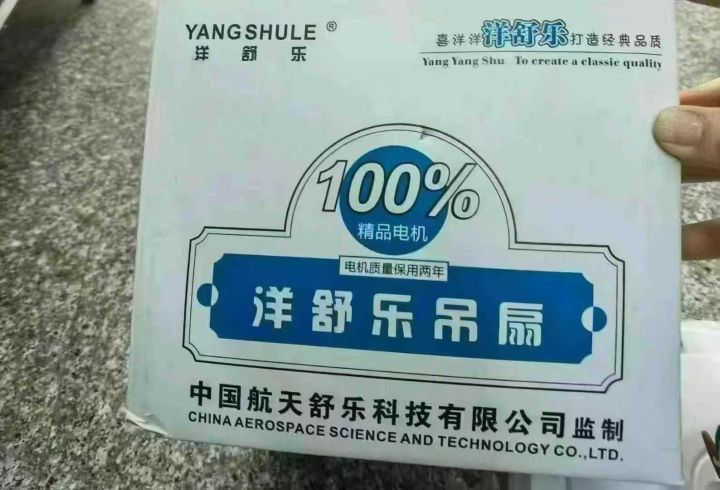 YANGSHULE ®
洋舒乐
喜洋洋洋舒乐打造经典品质
Yang Yang Shu To create a classic quality
100%
精品电机
电机质量保用两年
洋舒乐吊扇
中国航天舒乐科技有限公司监制
CHINA AEROSPACE SCIENCE AND TECHNOLOGY CO.,LTD.